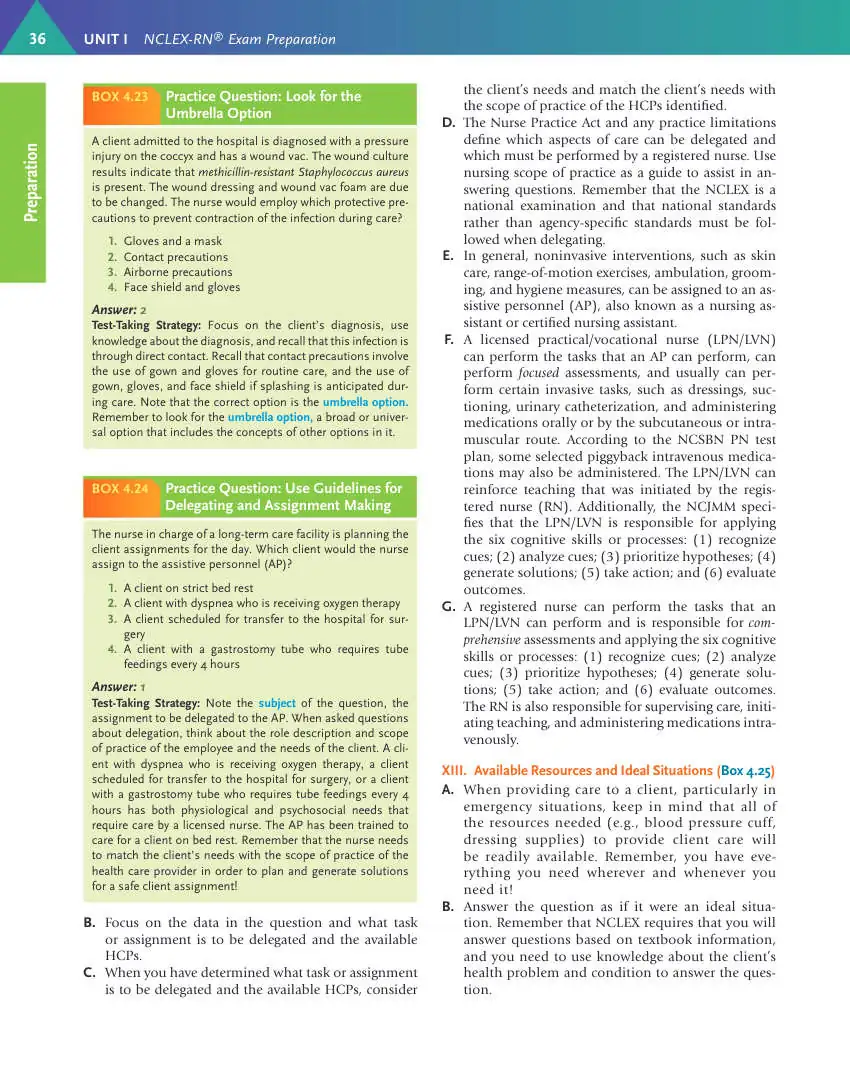 36
UNIT I NCLEX-RN® Exam Preparation
Preparation
BOX 4.23 Practice Question: Look for the
Umbrella Option
A client admitted to the hospital is diagnosed with a pressure
injury on the coccyx and has a wound vac. The wound culture
results indicate that methicillin-resistant Staphylococcus aureus
is present. The wound dressing and wound vac foam are due
to be changed. The nurse would employ which protective pre-
cautions to prevent contraction of the infection during care?
1. Gloves and a mask
2. Contact precautions
3. Airborne precautions
4. Face shield and gloves
Answer: 2
Test-Taking Strategy: Focus on the client's diagnosis, use
knowledge about the diagnosis, and recall that this infection is
through direct contact. Recall that contact precautions involve
the use of gown and gloves for routine care, and the use of
gown, gloves, and face shield if splashing is anticipated dur-
ing care. Note that the correct option is the umbrella option.
Remember to look for the umbrella option, a broad or univer-
sal option that includes the concepts of other options in it.
BOX 4.24 Practice Question: Use Guidelines for
Delegating and Assignment Making
The nurse in charge of a long-term care facility is planning the
client assignments for the day. Which client would the nurse
assign to the assistive personnel (AP)?
1. A client on strict bed rest
2. A client with dyspnea who is receiving oxygen therapy
3. A client scheduled for transfer to the hospital for sur-
gery
4. A client with a gastrostomy tube who requires tube
feedings every 4 hours
Answer: 1
Test-Taking Strategy: Note the subject of the question, the
assignment to be delegated to the AP. When asked questions
about delegation, think about the role description and scope
of practice of the employee and the needs of the client. A cli-
ent with dyspnea who is receiving oxygen therapy, a client
scheduled for transfer to the hospital for surgery, or a client
with a gastrostomy tube who requires tube feedings every 4
hours has both physiological and psychosocial needs that
require care by a licensed nurse. The AP has been trained to
care for a client on bed rest. Remember that the nurse needs
to match the client's needs with the scope of practice of the
health care provider in order to plan and generate solutions
for a safe client assignment!
B. Focus on the data in the question and what task
or assignment is to be delegated and the available
HCPs.
C. When you have determined what task or assignment
is to be delegated and the available HCPs, consider
the client's needs and match the client's needs with
the scope of practice of the HCPs identified.
D. The Nurse Practice Act and any practice limitations
define which aspects of care can be delegated and
which must be performed by a registered nurse. Use
nursing scope of practice as a guide to assist in an-
swering questions. Remember that the NCLEX is a
national examination and that national standards
rather than agency-specific standards must be fol-
lowed when delegating.
E. In general, noninvasive interventions, such as skin
care, range-of-motion exercises, ambulation, groom-
ing, and hygiene measures, can be assigned to an as-
sistive personnel (AP), also known as a nursing as-
sistant or certified nursing assistant.
F. A licensed practical/vocational nurse (LPN/LVN)
can perform the tasks that an AP can perform, can
perform focused assessments, and usually can per-
form certain invasive tasks, such as dressings, suc-
tioning, urinary catheterization, and administering
medications orally or by the subcutaneous or intra-
muscular route. According to the NCSBN PN test
plan, some selected piggyback intravenous medica-
tions may also be administered. The LPN/LVN can
reinforce teaching that was initiated by the regis-
tered nurse (RN). Additionally, the NCJMM speci-
fies that the LPN/LVN is responsible for applying
the six cognitive skills or processes: (1) recognize
cues; (2) analyze cues; (3) prioritize hypotheses; (4)
generate solutions; (5) take action; and (6) evaluate
outcomes.
G. A registered nurse can perform the tasks that an
LPN/LVN can perform and is responsible for com-
prehensive assessments and applying the six cognitive
skills or processes: (1) recognize cues; (2) analyze
cues; (3) prioritize hypotheses; (4) generate solu-
tions; (5) take action; and (6) evaluate outcomes.
The RN is also responsible for supervising care, initi-
ating teaching, and administering medications intra-
venously.
XIII. Available Resources and Ideal Situations (Box 4.25)
A. When providing care to a client, particularly in
emergency situations, keep in mind that all of
the resources needed (e.g., blood pressure cuff,
dressing supplies) to provide client care will
be readily available. Remember, you have eve-
rything you need wherever and whenever you
need it!
B. Answer the question as if it were an ideal situa-
tion. Remember that NCLEX requires that you will
answer questions based on textbook information,
and you need to use knowledge about the client's
health problem and condition to answer the ques-
tion.